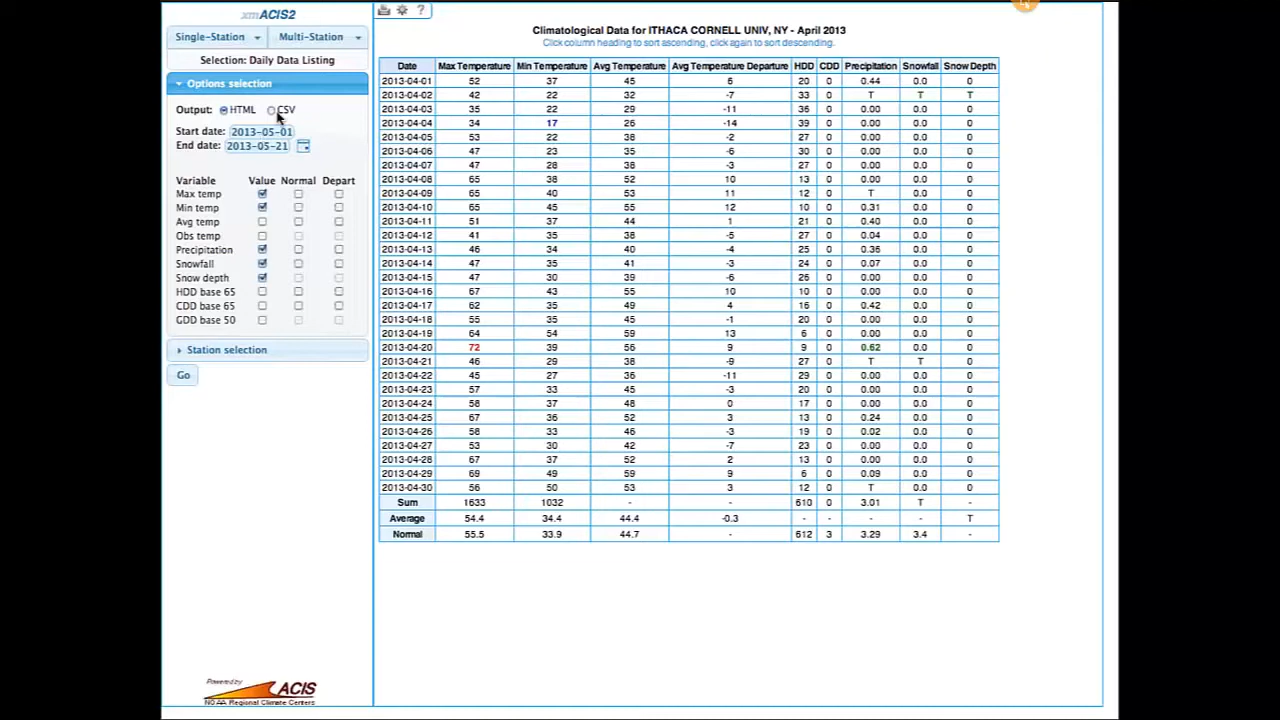 xmACIS2
Single-Station Multi-Station
Selection: Daily Data Listing
Options selection
Output: HTML CSV
Start date: 2013-05-01
End date: 2013-05-21
Variable Value Normal Depart
Max temp
Min temp
Avg temp
Obs temp
Precipitation
Snowfall
Snow depth
HDD base 65
CDD base 65
GDD base 50
Station selection
Go
Powered by
ACIS
NOAA Regional Climate Centers
?
Climatological Data for ITHACA CORNELL UNIV, NY - April 2013
Click column heading to sort ascending, click again to sort descending.
Date Max Temperature Min Temperature Avg Temperature Avg Temperature Departure HDD CDD Precipitation Snowfall Snow Depth
2013-04-01 52 37 45 6 20 0 0.44 0.0 0
2013-04-02 42 22 32 -7 33 0 T T T
2013-04-03 35 22 29 -11 36 0 0.00 0.0 0
2013-04-04 34 17 26 -14 39 0 0.00 0.0 0
2013-04-05 53 22 38 -2 27 0 0.00 0.0 0
2013-04-06 47 23 35 -6 30 0 0.00 0.0 0
2013-04-07 47 28 38 -3 27 0 0.00 0.0 0
2013-04-08 65 38 52 10 13 0 0.00 0.0 0
2013-04-09 65 40 53 11 12 0 T 0.0 0
2013-04-10 65 45 55 12 10 0 0.31 0.0 0
2013-04-11 51 37 44 1 21 0 0.40 0.0 0
2013-04-12 41 35 38 -5 27 0 0.04 0.0 0
2013-04-13 46 34 40 -4 25 0 0.36 0.0 0
2013-04-14 47 35 41 -3 24 0 0.07 0.0 0
2013-04-15 47 30 39 -6 26 0 0.00 0.0 0
2013-04-16 67 43 55 10 10 0 0.00 0.0 0
2013-04-17 62 35 49 4 16 0 0.42 0.0 0
2013-04-18 55 35 45 -1 20 0 0.00 0.0 0
2013-04-19 64 54 59 13 6 0 0.00 0.0 0
2013-04-20 72 39 56 9 9 0 0.62 0.0 0
2013-04-21 46 29 38 -9 27 0 T T 0
2013-04-22 45 27 36 -11 29 0 0.00 0.0 0
2013-04-23 57 33 45 -3 20 0 0.00 0.0 0
2013-04-24 58 37 48 0 17 0 0.00 0.0 0
2013-04-25 67 36 52 3 13 0 0.24 0.0 0
2013-04-26 58 33 46 -3 19 0 0.02 0.0 0
2013-04-27 53 30 42 -7 23 0 0.00 0.0 0
2013-04-28 67 37 52 2 13 0 0.00 0.0 0
2013-04-29 69 49 59 9 6 0 0.09 0.0 0
2013-04-30 56 50 53 3 12 0 T 0.0 0
Sum 1633 1032 - - 610 0 3.01 T -
Average 54.4 34.4 44.4 -0.3 - - - - T
Normal 55.5 33.9 44.7 - 612 3 3.29 3.4 -